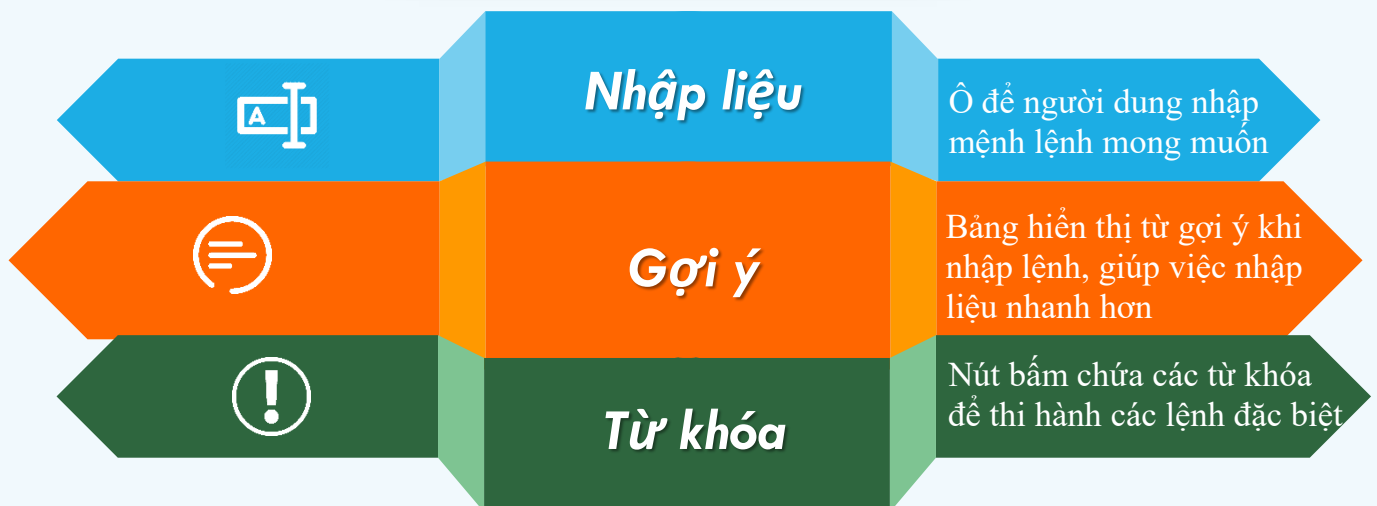 A
Nhập liệu
Ô để người dung nhập
mệnh lệnh mong muốn
Gợi ý
Bảng hiển thị từ gợi ý khi
nhập lệnh, giúp việc nhập
liệu nhanh hơn
Từ khóa
Nút bấm chứa các từ khóa
để thi hành các lệnh đặc biệt